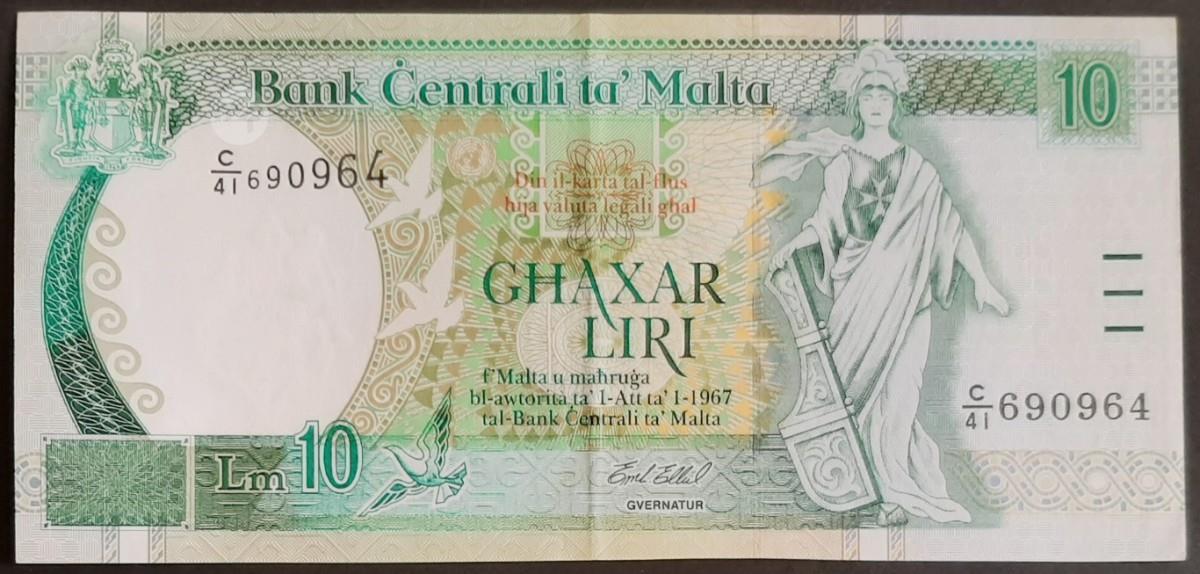 Bank Ċentrali ta' Malta
10
C/41 690964
Din il-karta tal-flus
hija valuta legali għal
GĦAXAR
LIRI
f'Malta u maħruġa
bl-awtorità ta' l-Att ta' l-1967
tal-Bank Ċentrali ta' Malta
C/41 690964
Lm 10
GVERNATUR